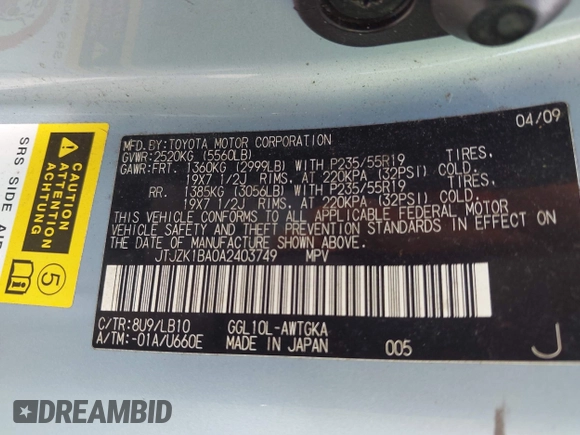 04/09
MFD.BY:TOYOTA MOTOR CORPORATION
GVWR:2520KG (5560LB)
GAWR:FRT. 1360KG (2999LB) WITH P235/55R19 TIRES,
19X7 1/2J RIMS. AT 220KPA (32PSI) COLD.
RR. 1385KG (3056LB) WITH P235/55R19 TIRES,
19X7 1/2J RIMS. AT 220KPA (32PSI) COLD.
THIS VEHICLE CONFORMS TO ALL APPLICABLE FEDERAL MOTOR
VEHICLE SAFETY AND THEFT PREVENTION STANDARDS IN EFFECT ON
THE DATE OF MANUFACTURE SHOWN ABOVE.
JTJZK1BA0A2403749 MPV
C/TR:8U9/LB10 GGL10L-AWTGKA
A/TM:-01A/U660E MADE IN JAPAN 005 J
CAUTION
ATTENTION
ACHTUNG
5
SRS SIDE
DREAMBID